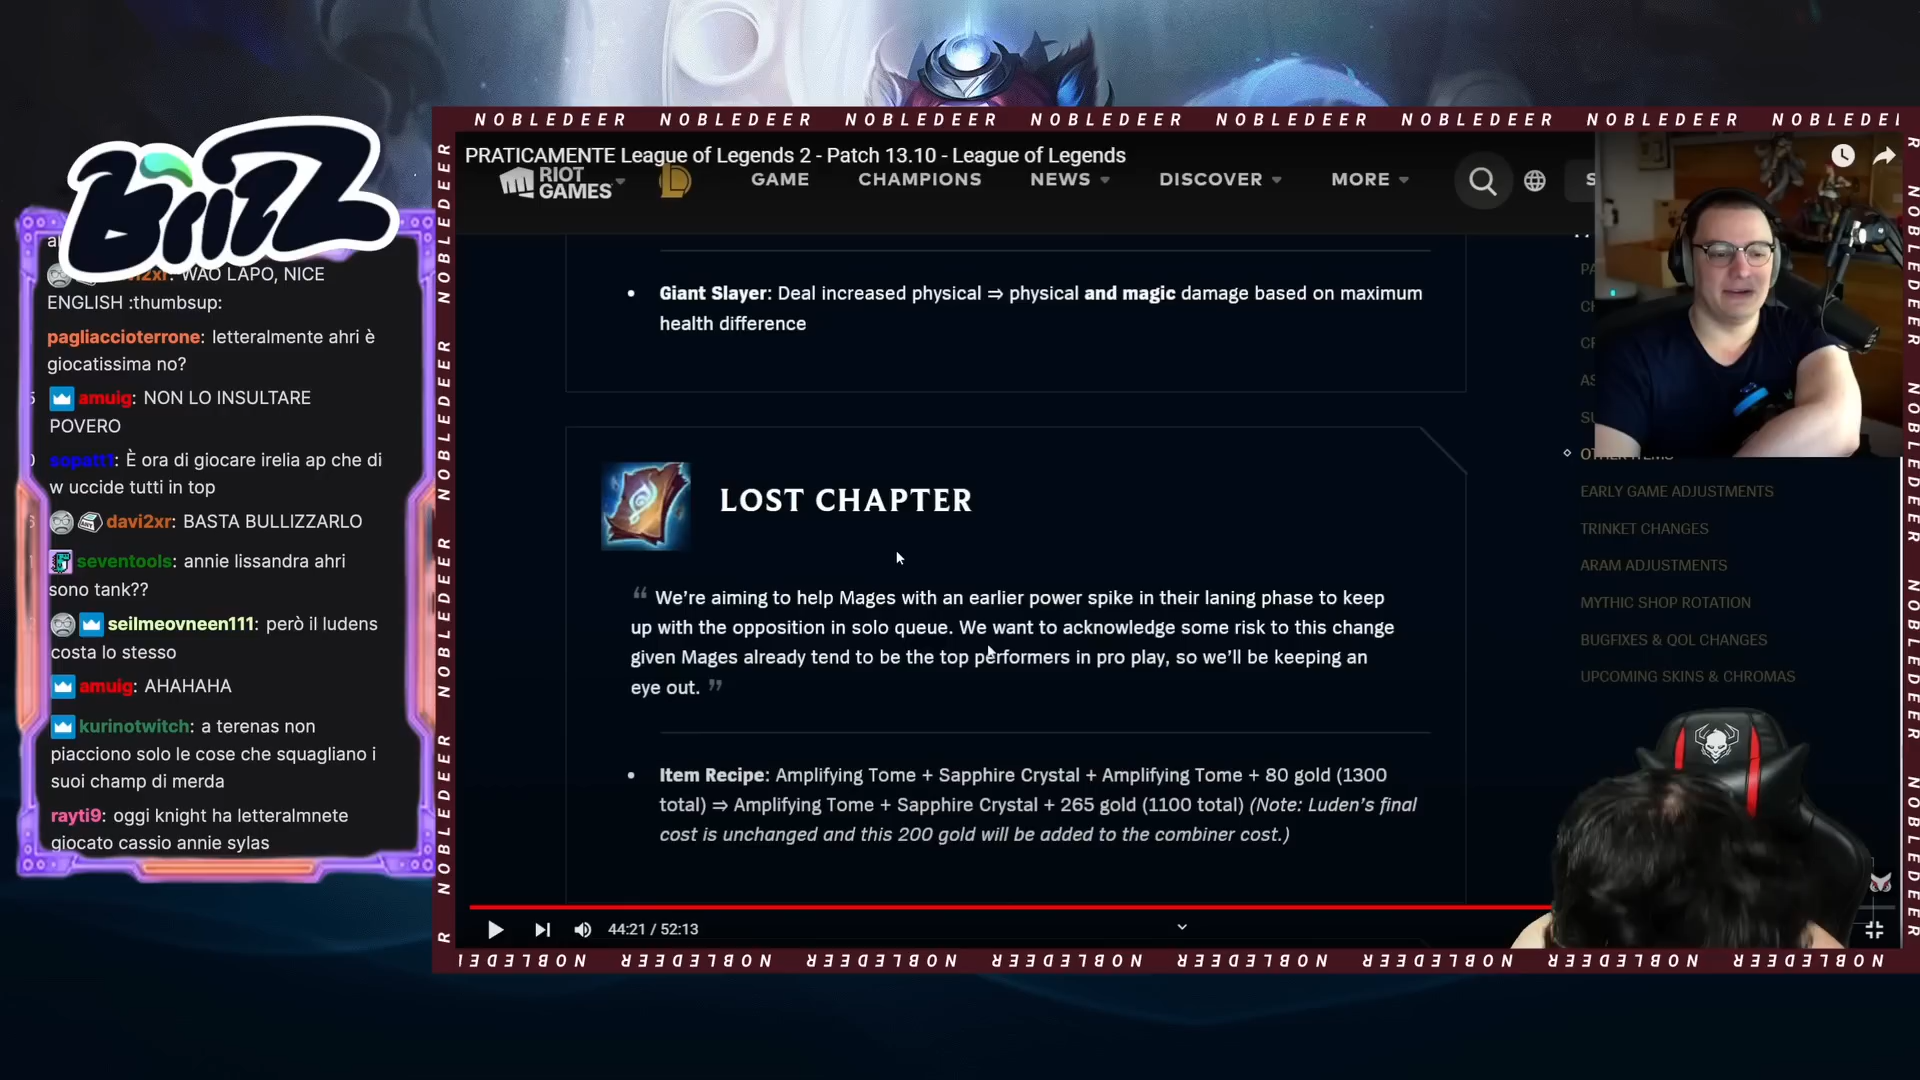 NOBLEDEER NOBLEDEER NOBLEDEER NOBLEDEER NOBLEDEER NOBLEDEER NOBLEDEER
PRATICAMENTE League of Legends 2 - Patch 13.10 - League of Legends
RIOT GAMES GAME CHAMPIONS NEWS DISCOVER MORE
BrizZ
WAO LAPO, NICE
ENGLISH :thumbsup:
pagliaccioterrone: letteralmente ahri è
giocatissima no?
amuig: NON LO INSULTARE
POVERO
sopatt1: È ora di giocare irelia ap che di
w uccide tutti in top
davi2xr: BASTA BULLIZZARLO
seventools: annie lissandra ahri
sono tank??
seilmeovneen111: però il ludens
costa lo stesso
amuig: AHAHAHA
kurinotwitch: a terenas non
piacciono solo le cose che squagliano i
suoi champ di merda
rayti9: oggi knight ha letteralmnete
giocato cassio annie sylas
Giant Slayer: Deal increased physical ⇒ physical and magic damage based on maximum
health difference
LOST CHAPTER
“ We’re aiming to help Mages with an earlier power spike in their laning phase to keep
up with the opposition in solo queue. We want to acknowledge some risk to this change
given Mages already tend to be the top performers in pro play, so we’ll be keeping an
eye out. ”
Item Recipe: Amplifying Tome + Sapphire Crystal + Amplifying Tome + 80 gold (1300
total) ⇒ Amplifying Tome + Sapphire Crystal + 265 gold (1100 total) (Note: Luden’s final
cost is unchanged and this 200 gold will be added to the combiner cost.)
OTHER ITEMS
EARLY GAME ADJUSTMENTS
TRINKET CHANGES
ARAM ADJUSTMENTS
MYTHIC SHOP ROTATION
BUGFIXES & QOL CHANGES
UPCOMING SKINS & CHROMAS
44:21 / 52:13
NOBLEDEER NOBLEDEER NOBLEDEER NOBLEDEER NOBLEDEER NOBLEDEER NOBLEDEER